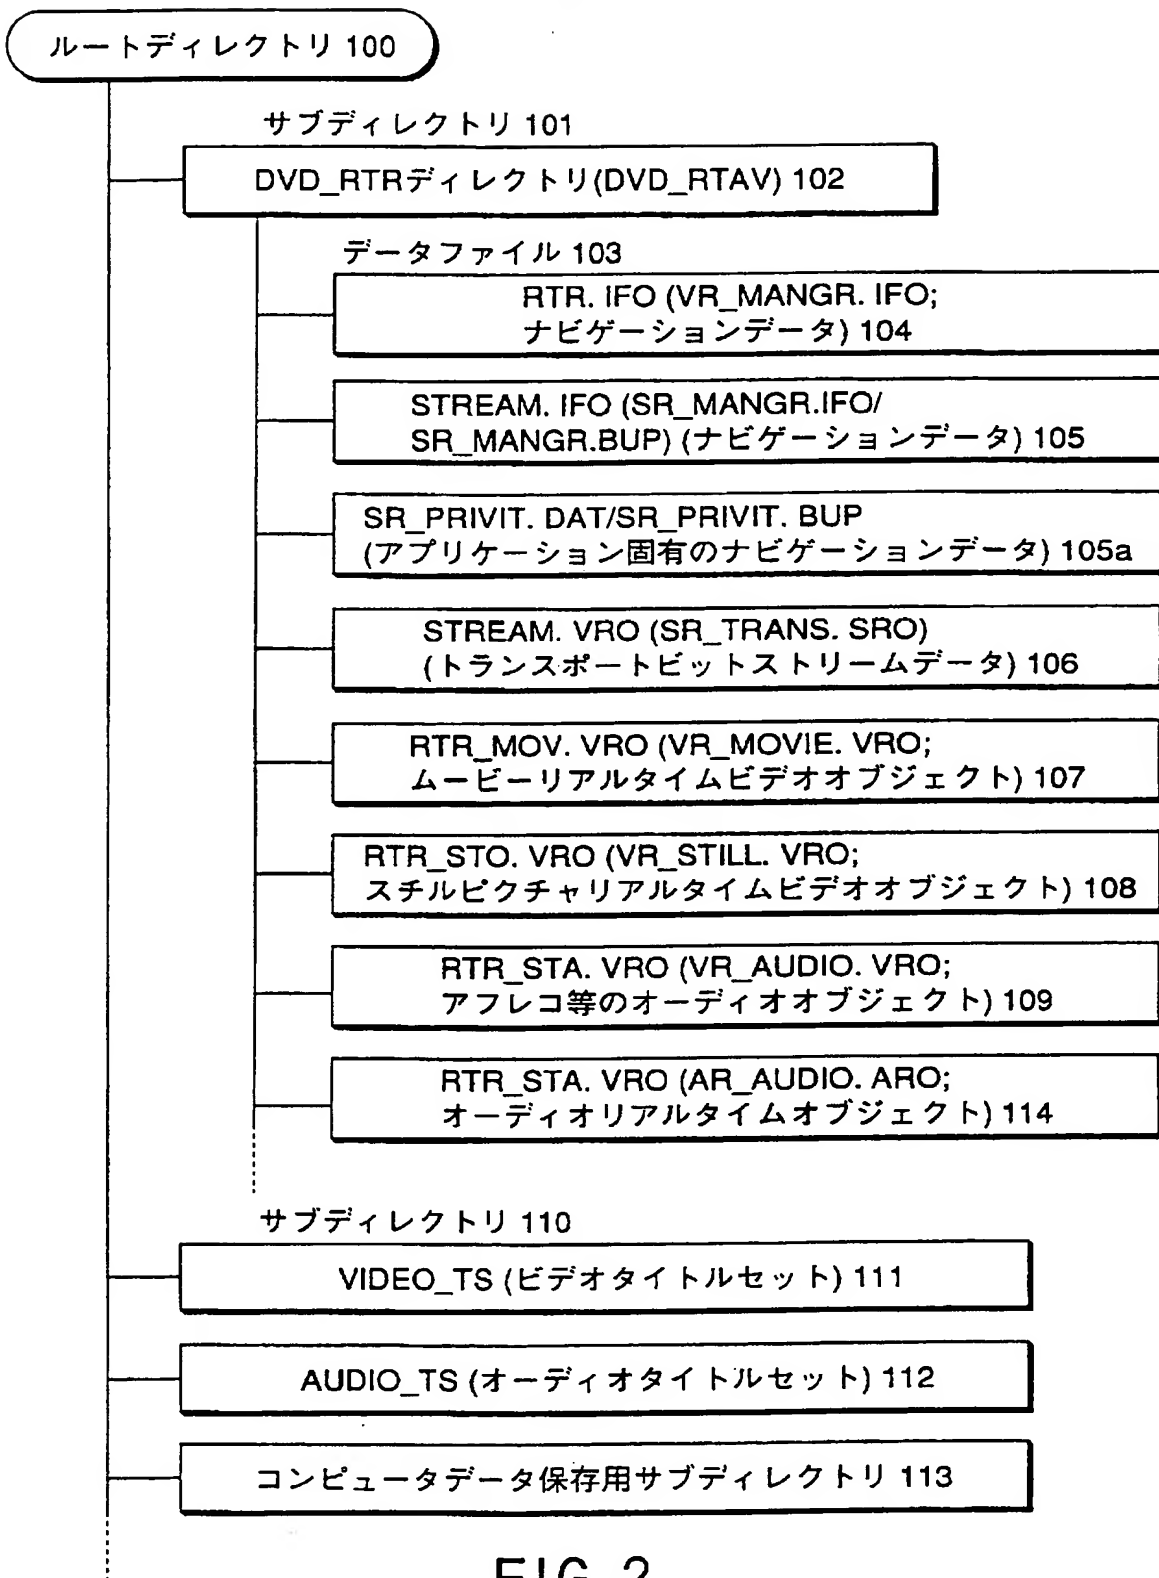 ルートディレクトリ 100
サブディレクトリ 101
DVD_RTRディレクトリ(DVD_RTAV) 102
データファイル 103
RTR. IFO (VR_MANGR. IFO;
ナビゲーションデータ) 104
STREAM. IFO (SR_MANGR.IFO/
SR_MANGR.BUP) (ナビゲーションデータ) 105
SR_PRIVIT. DAT/SR_PRIVIT. BUP
(アプリケーション固有のナビゲーションデータ) 105a
STREAM. VRO (SR_TRANS. SRO)
(トランスポートビットストリームデータ) 106
RTR_MOV. VRO (VR_MOVIE. VRO;
ムービーリアルタイムビデオオブジェクト) 107
RTR_STO. VRO (VR_STILL. VRO;
スチルピクチャリアルタイムビデオオブジェクト) 108
RTR_STA. VRO (VR_AUDIO. VRO;
アフレコ等のオーディオオブジェクト) 109
RTR_STA. VRO (AR_AUDIO. ARO;
オーディオリアルタイムオブジェクト) 114
サブディレクトリ 110
VIDEO_TS (ビデオタイトルセット) 111
AUDIO_TS (オーディオタイトルセット) 112
コンピュータデータ保存用サブディレクトリ 113
FIG. 2